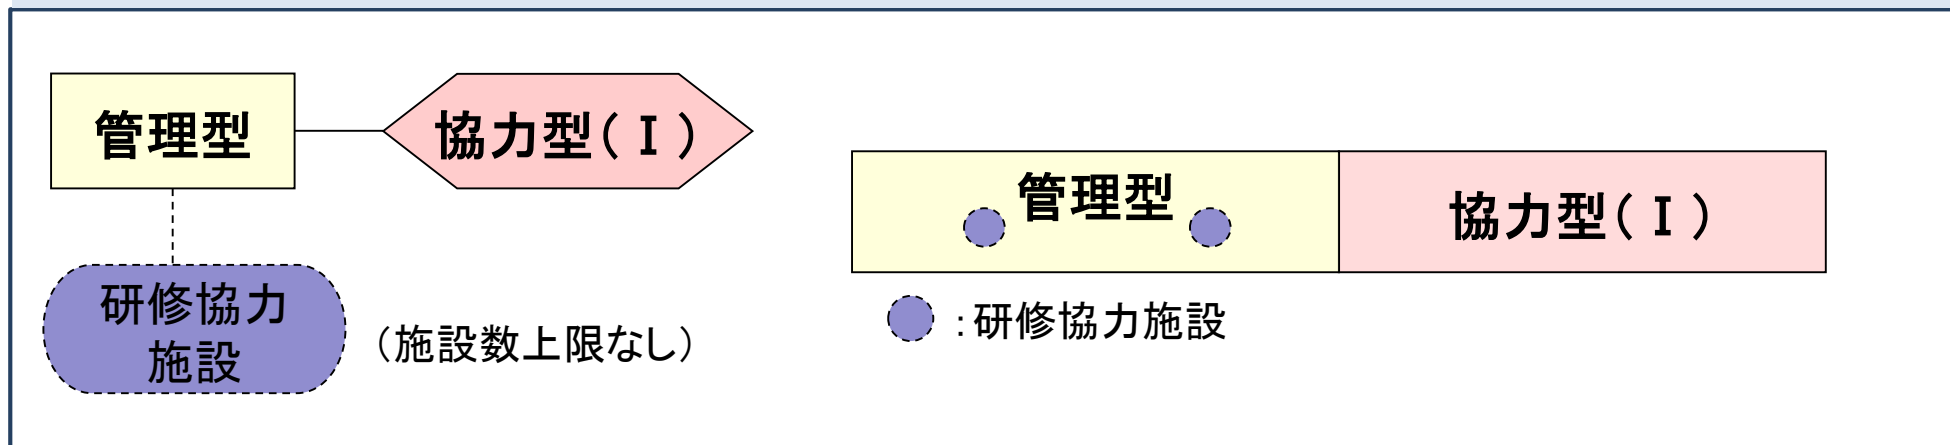 管理型
協力型(Ⅰ)
研修協力
施設
(施設数上限なし)
管理型
協力型(Ⅰ)
:研修協力施設